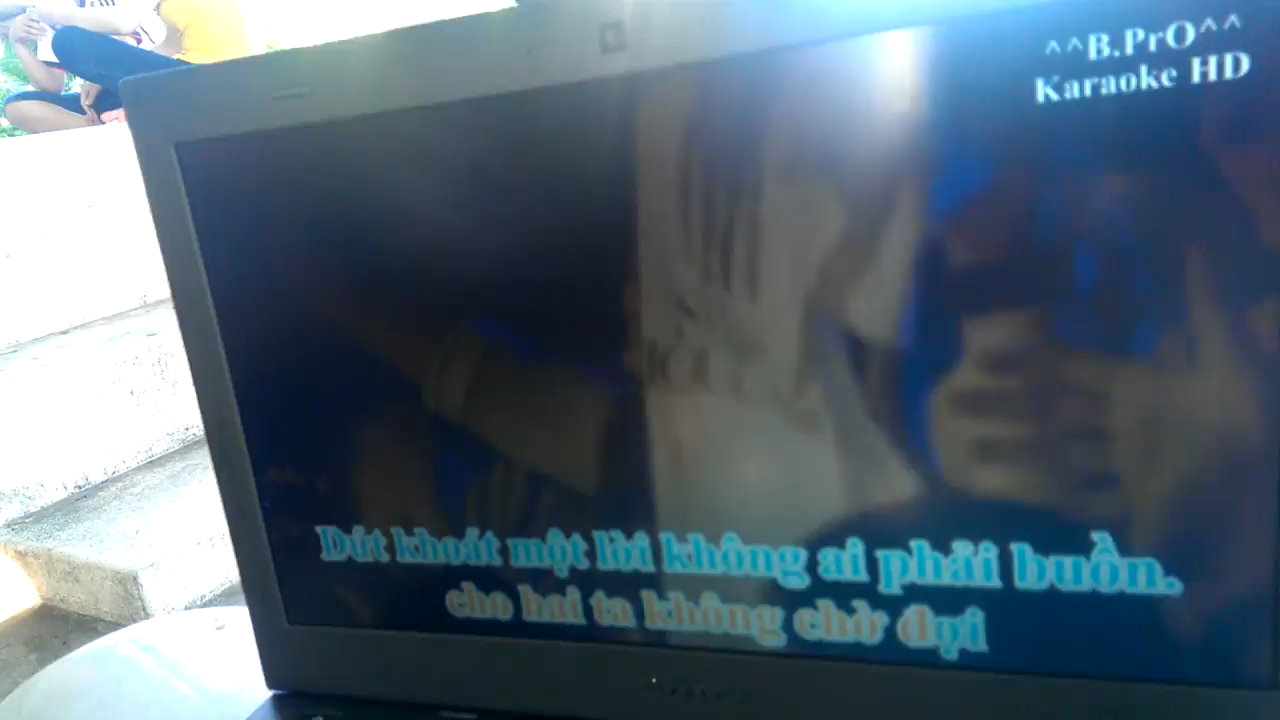 ^^B.PrO^^
Karaoke HD
Dứt khoát một lời không ai phải buồn.
cho hai ta không chờ đợi